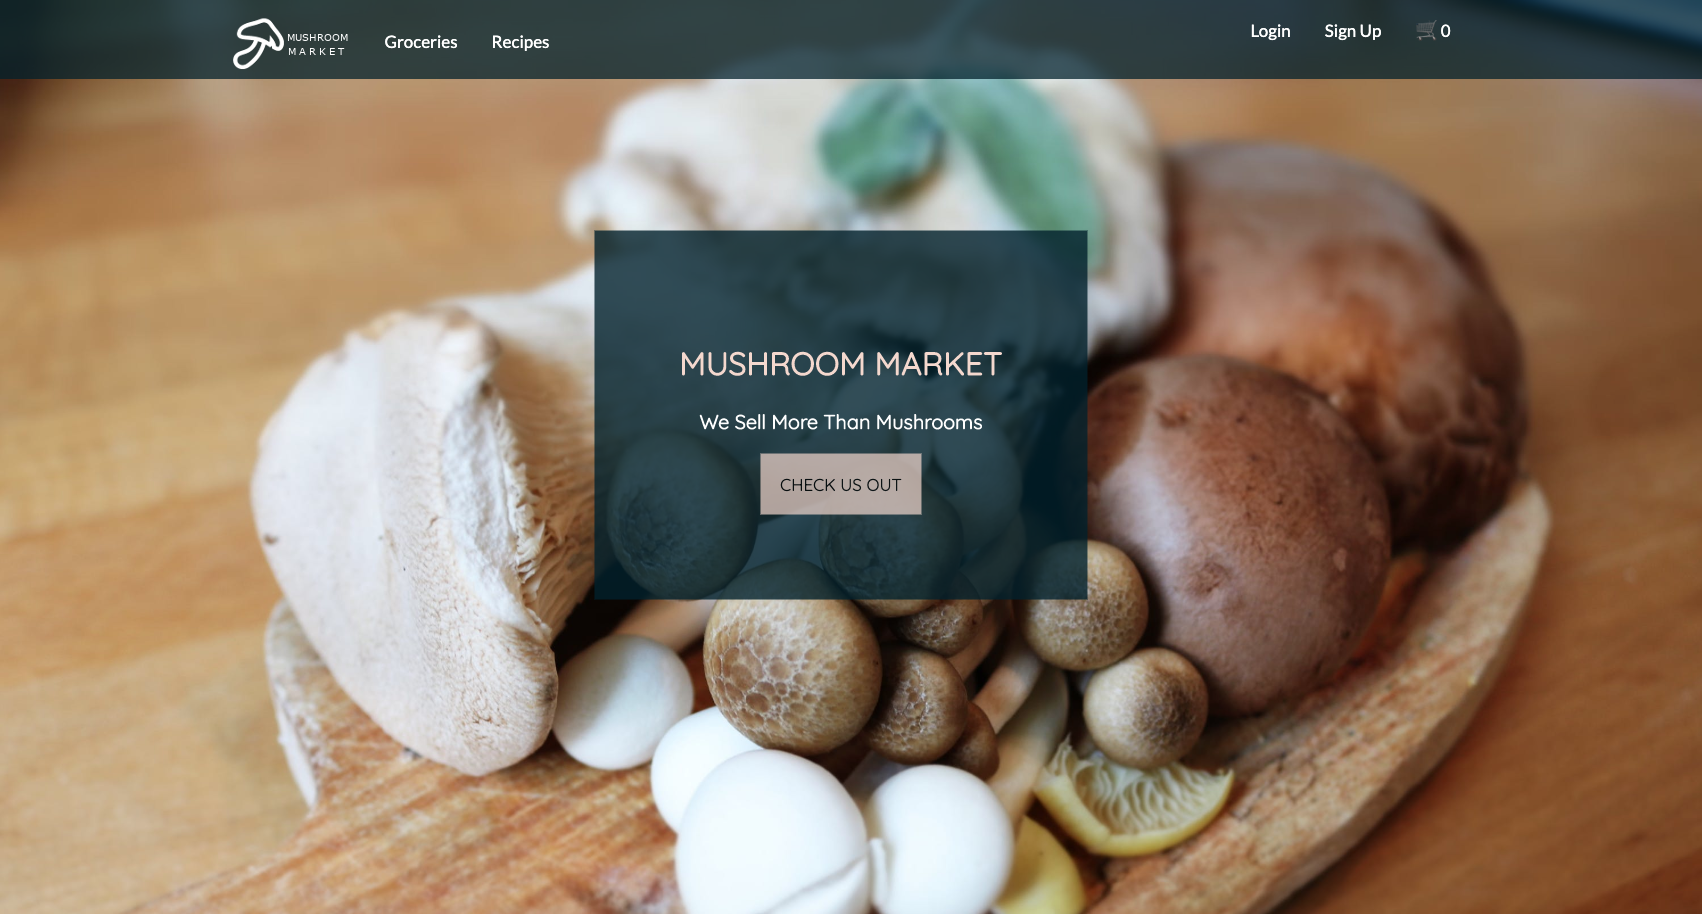 MUSHROOM
MARKET
Groceries
Recipes
Login
Sign Up
0
MUSHROOM MARKET
We Sell More Than Mushrooms
CHECK US OUT